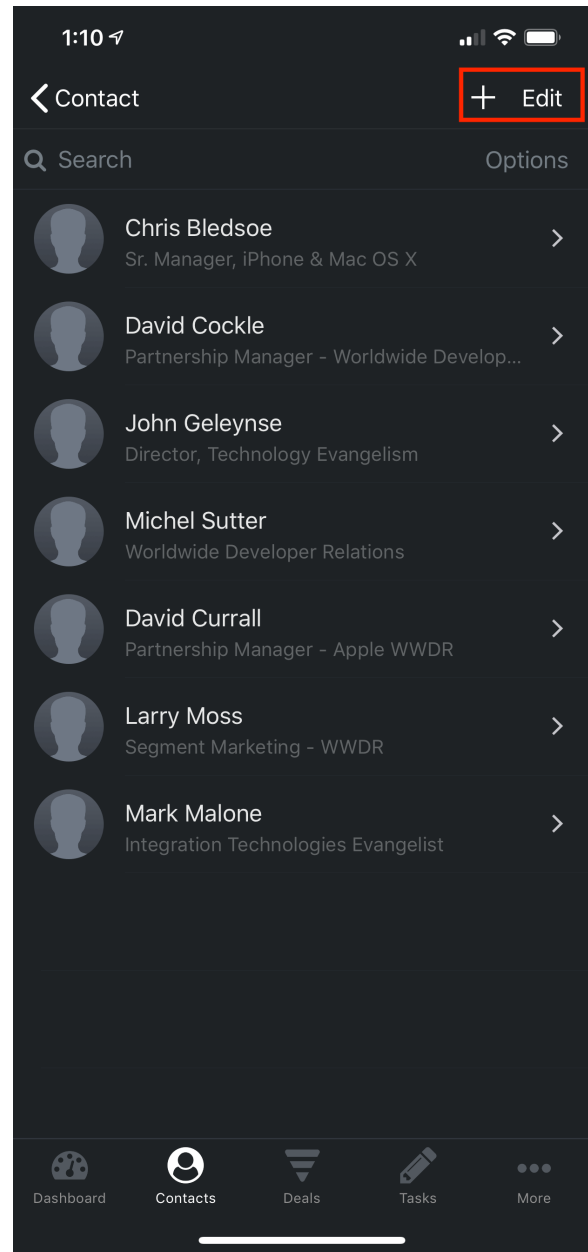 1:10
Contact
Edit
Search
Options
Chris Bledsoe
Sr. Manager, iPhone & Mac OS X
David Cockle
Partnership Manager - Worldwide Develop...
John Geleynse
Director, Technology Evangelism
Michel Sutter
Worldwide Developer Relations
David Currall
Partnership Manager - Apple WWDR
Larry Moss
Segment Marketing - WWDR
Mark Malone
Integration Technologies Evangelist
Dashboard
Contacts
Deals
Tasks
More